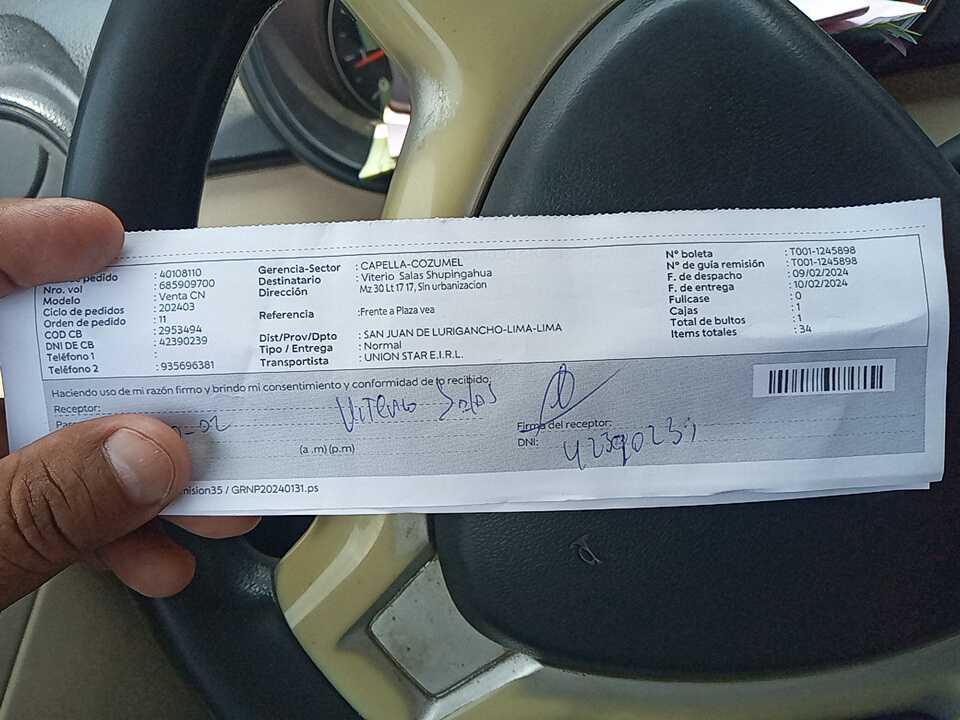 pedido : 40108110
Nro. vol : 685909700
Modelo : Venta CN
Ciclo de pedidos : 202403
Orden de pedido : 11
COD CB : 2953494
DNI DE CB : 42390239
Teléfono 1 :
Teléfono 2 : 935696381
Gerencia-Sector : CAPELLA-COZUMEL
Destinatario : Viterio Salas Shupingahua
Dirección Mz 30 Lt 17 17, Sin urbanizacion
Referencia :Frente a Plaza vea
Dist/Prov/Dpto : SAN JUAN DE LURIGANCHO-LIMA-LIMA
Tipo / Entrega : Normal
Transportista : UNION STAR E.I.R.L.
N° boleta : T001-1245898
N° de guía remisión : T001-1245898
F. de despacho : 09/02/2024
F. de entrega : 10/02/2024
Fullcase : 0
Cajas : 1
Total de bultos : 1
Items totales : 34
Haciendo uso de mi razón firmo y brindo mi consentimiento y conformidad de lo recibido:
Receptor: Viterio Salas
Firma del receptor:
(a .m) (p.m)
DNI: 4239023
mision35 / GRNP20240131.ps